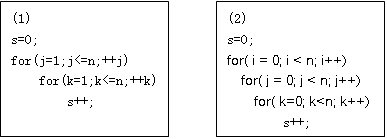 (1)
s=0;
for(j=1;j<=n;++j)
for(k=1;k<=n;++k)
s++;
(2)
s=0;
for( i = 0; i < n; i++)
for( j = 0; j < n; j++)
for( k=0; k<n; k++)
s++;